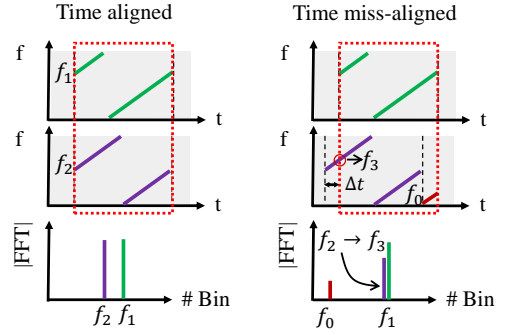 Time aligned
f
f₁
t
f
f₂
t
|FFT|
f₂ f₁
# Bin
Time miss-aligned
f
t
f
f₃
Δt
f₀
t
|FFT|
f₂ → f₃
f₀
f₁
# Bin